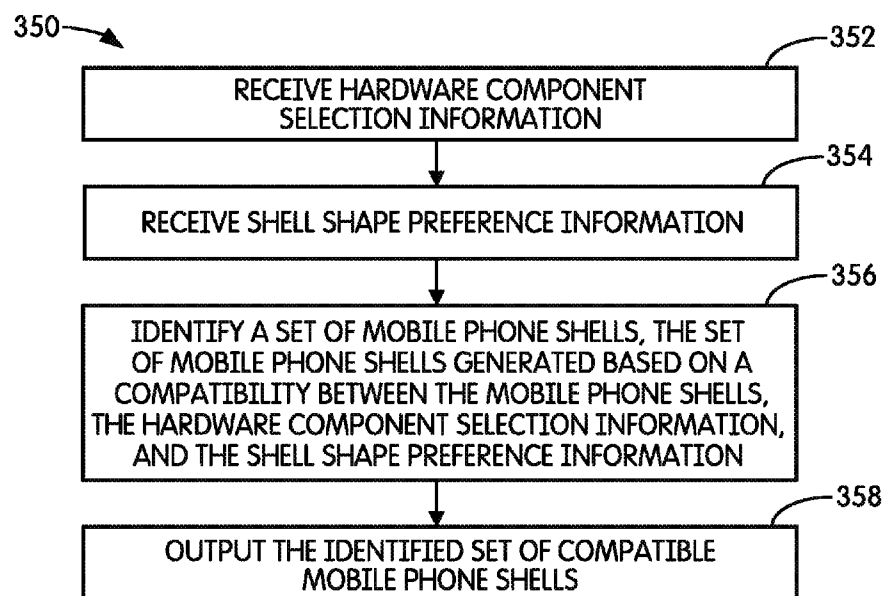 350
352
RECEIVE HARDWARE COMPONENT
SELECTION INFORMATION
354
RECEIVE SHELL SHAPE PREFERENCE INFORMATION
356
IDENTIFY A SET OF MOBILE PHONE SHELLS, THE SET
OF MOBILE PHONE SHELLS GENERATED BASED ON A
COMPATIBILITY BETWEEN THE MOBILE PHONE SHELLS,
THE HARDWARE COMPONENT SELECTION INFORMATION,
AND THE SHELL SHAPE PREFERENCE INFORMATION
358
OUTPUT THE IDENTIFIED SET OF COMPATIBLE
MOBILE PHONE SHELLS